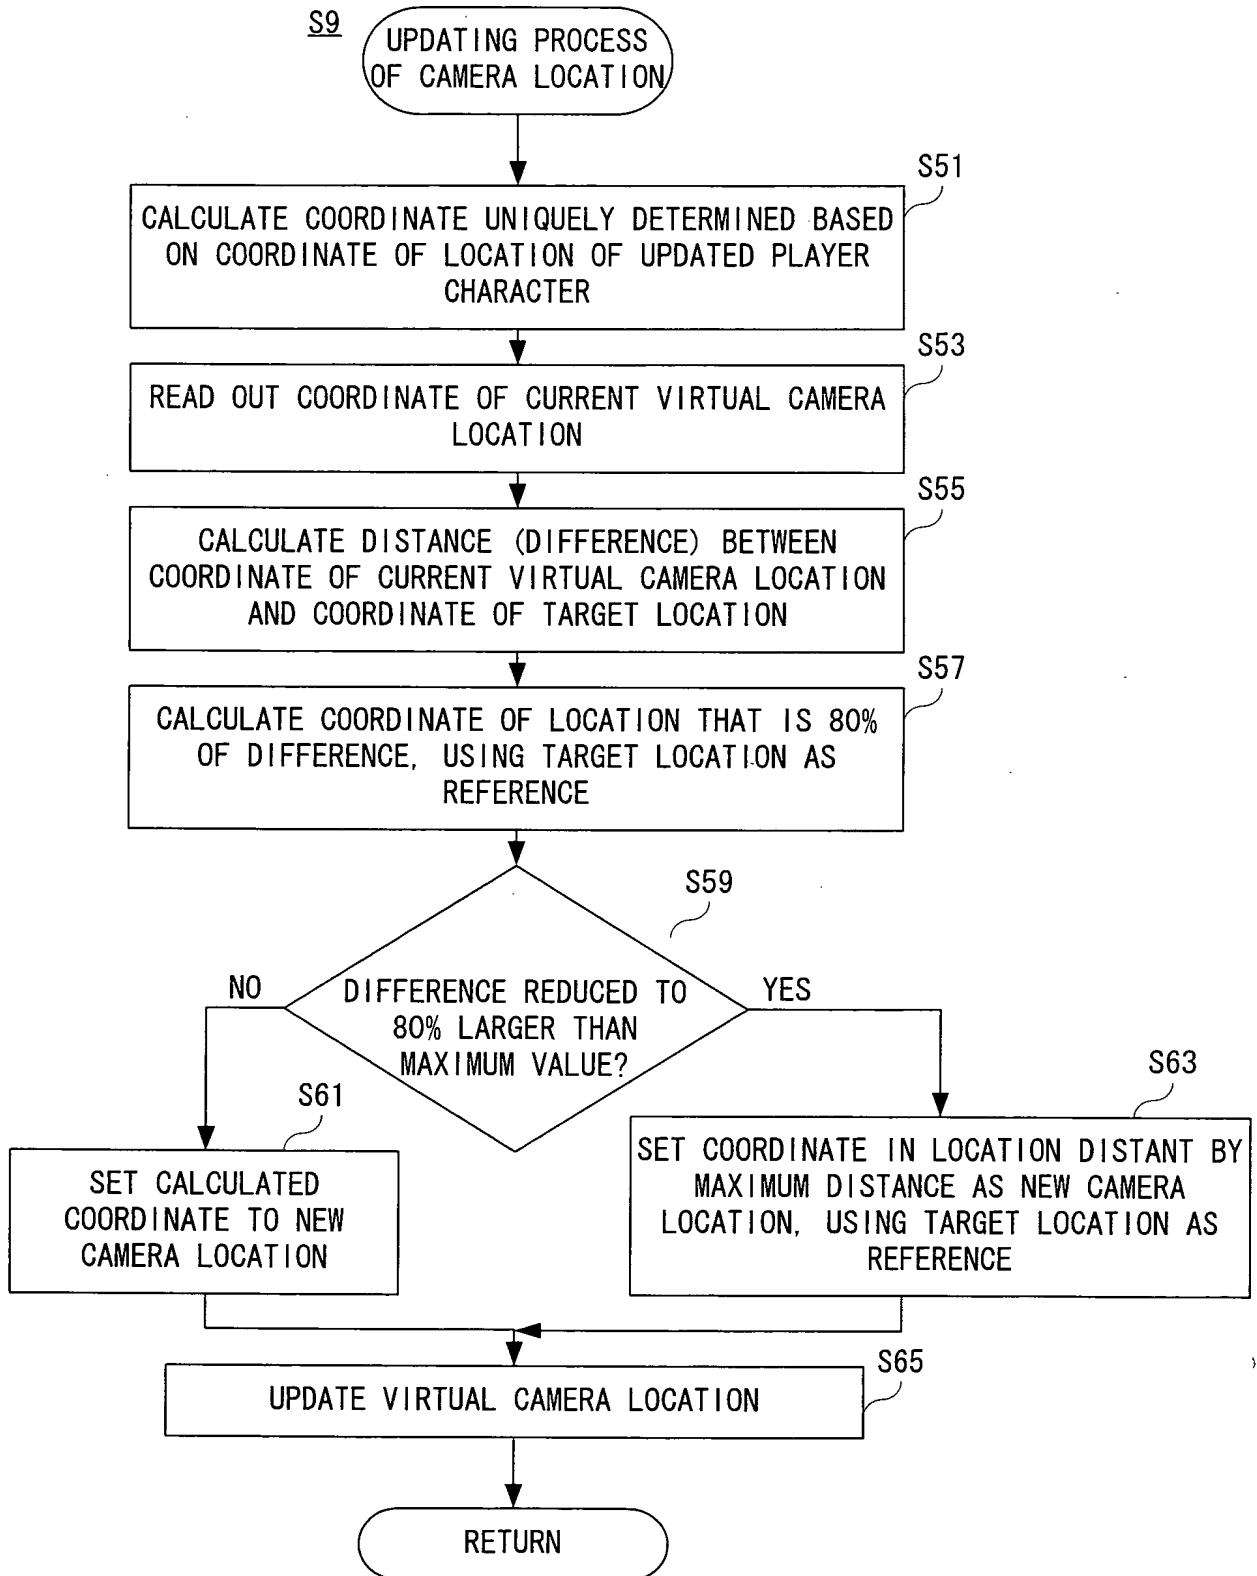 S9
UPDATING PROCESS
OF CAMERA LOCATION
S51
CALCULATE COORDINATE UNIQUELY DETERMINED BASED
ON COORDINATE OF LOCATION OF UPDATED PLAYER
CHARACTER
S53
READ OUT COORDINATE OF CURRENT VIRTUAL CAMERA
LOCATION
S55
CALCULATE DISTANCE (DIFFERENCE) BETWEEN
COORDINATE OF CURRENT VIRTUAL CAMERA LOCATION
AND COORDINATE OF TARGET LOCATION
S57
CALCULATE COORDINATE OF LOCATION THAT IS 80%
OF DIFFERENCE, USING TARGET LOCATION AS
REFERENCE
S59
NO
YES
DIFFERENCE REDUCED TO
80% LARGER THAN
MAXIMUM VALUE?
S61
SET CALCULATED
COORDINATE TO NEW
CAMERA LOCATION
S63
SET COORDINATE IN LOCATION DISTANT BY
MAXIMUM DISTANCE AS NEW CAMERA
LOCATION, USING TARGET LOCATION AS
REFERENCE
S65
UPDATE VIRTUAL CAMERA LOCATION
RETURN